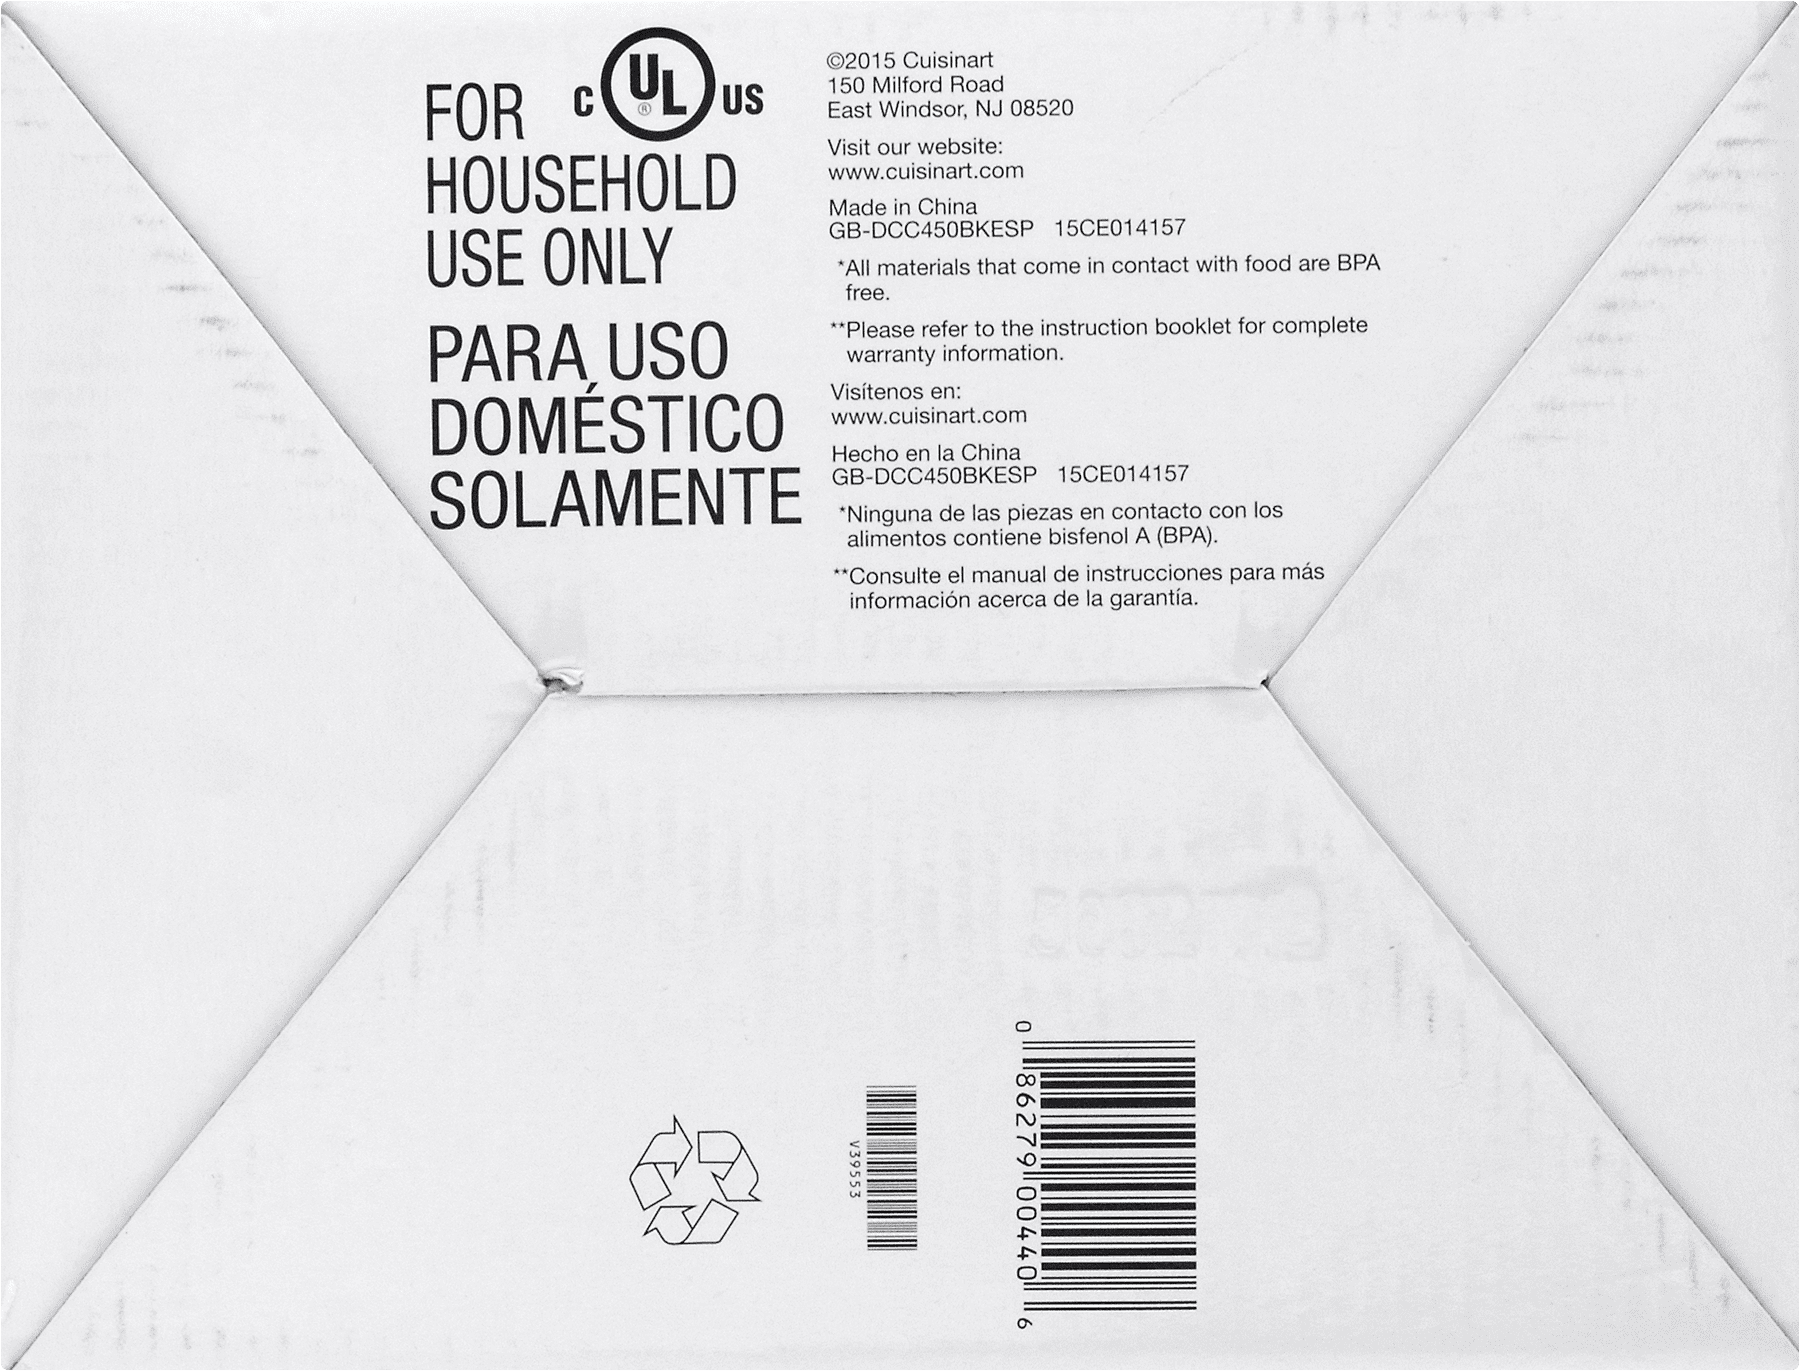 FOR
HOUSEHOLD
USE ONLY
C UL® US
PARA USO
DOMÉSTICO
SOLAMENTE
©2015 Cuisinart
150 Milford Road
East Windsor, NJ 08520
Visit our website:
www.cuisinart.com
Made in China
GB-DCC450BKESP 15CE014157
*All materials that come in contact with food are BPA
free.
**Please refer to the instruction booklet for complete
warranty information.
Visítenos en:
www.cuisinart.com
Hecho en la China
GB-DCC450BKESP 15CE014157
*Ninguna de las piezas en contacto con los
alimentos contiene bisfenol A (BPA).
**Consulte el manual de instrucciones para más
información acerca de la garantía.
V39553
0 86279 00440 6